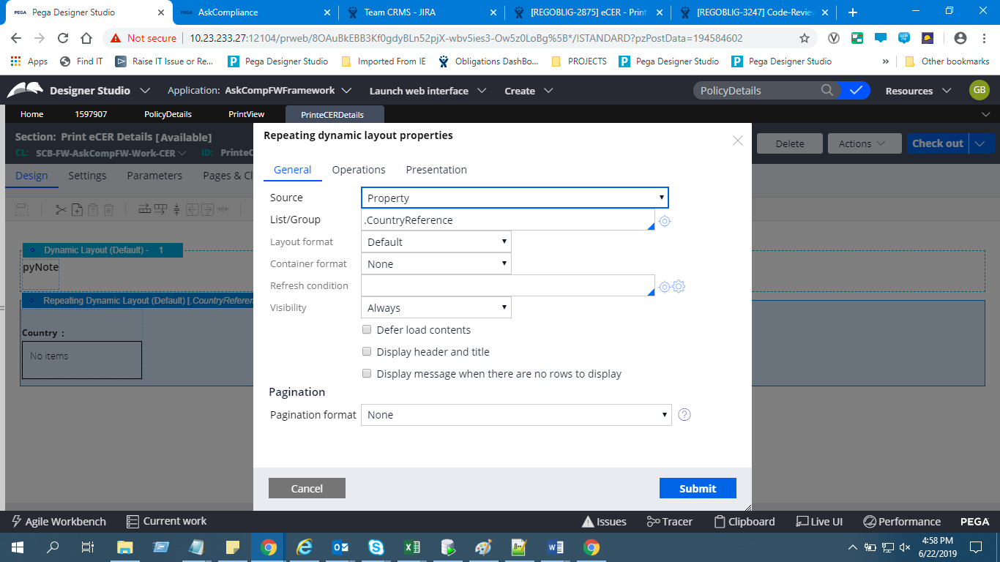 PEGA Pega Designer Studio
PEGA AskCompliance
Team CRMS - JIRA
[REGOBLIG-2875] eCER - Print
[REGOBLIG-3247] Code-Review
Not secure 10.23.233.27:12104/prweb/8OAuBkEBB3Kf0gdyBLn52pjX-wbv5ies3-Ow5z0LoBg%5B*/!STANDARD?pzPostData=194584602
Apps Find IT Raise IT Issue or Re... Pega Designer Studio Imported From IE Obligations DashBo... PROJECTS Pega Designer Studio Pega Designer Studio » Other bookmarks
Designer Studio Application: AskCompFWFramework Launch web interface Create PolicyDetails Resources GB
Home 1597907 PolicyDetails PrintView PrinteCERDetails
Section: Print eCER Details [Available]
CL: SCB-FW-AskCompFW-Work-CER ID: PrinteC
Delete Actions Check out
Design Settings Parameters Pages & Cl
Dynamic Layout (Default) - 1
pyNote
Repeating Dynamic Layout (Default) [.CountryReferen
Country :
No items
Repeating dynamic layout properties
General Operations Presentation
Source Property
List/Group .CountryReference
Layout format Default
Container format None
Refresh condition
Visibility Always
Defer load contents
Display header and title
Display message when there are no rows to display
Pagination
Pagination format None ?
Cancel Submit
Agile Workbench Current work Issues Tracer Clipboard Live UI Performance PEGA
4:58 PM
6/22/2019